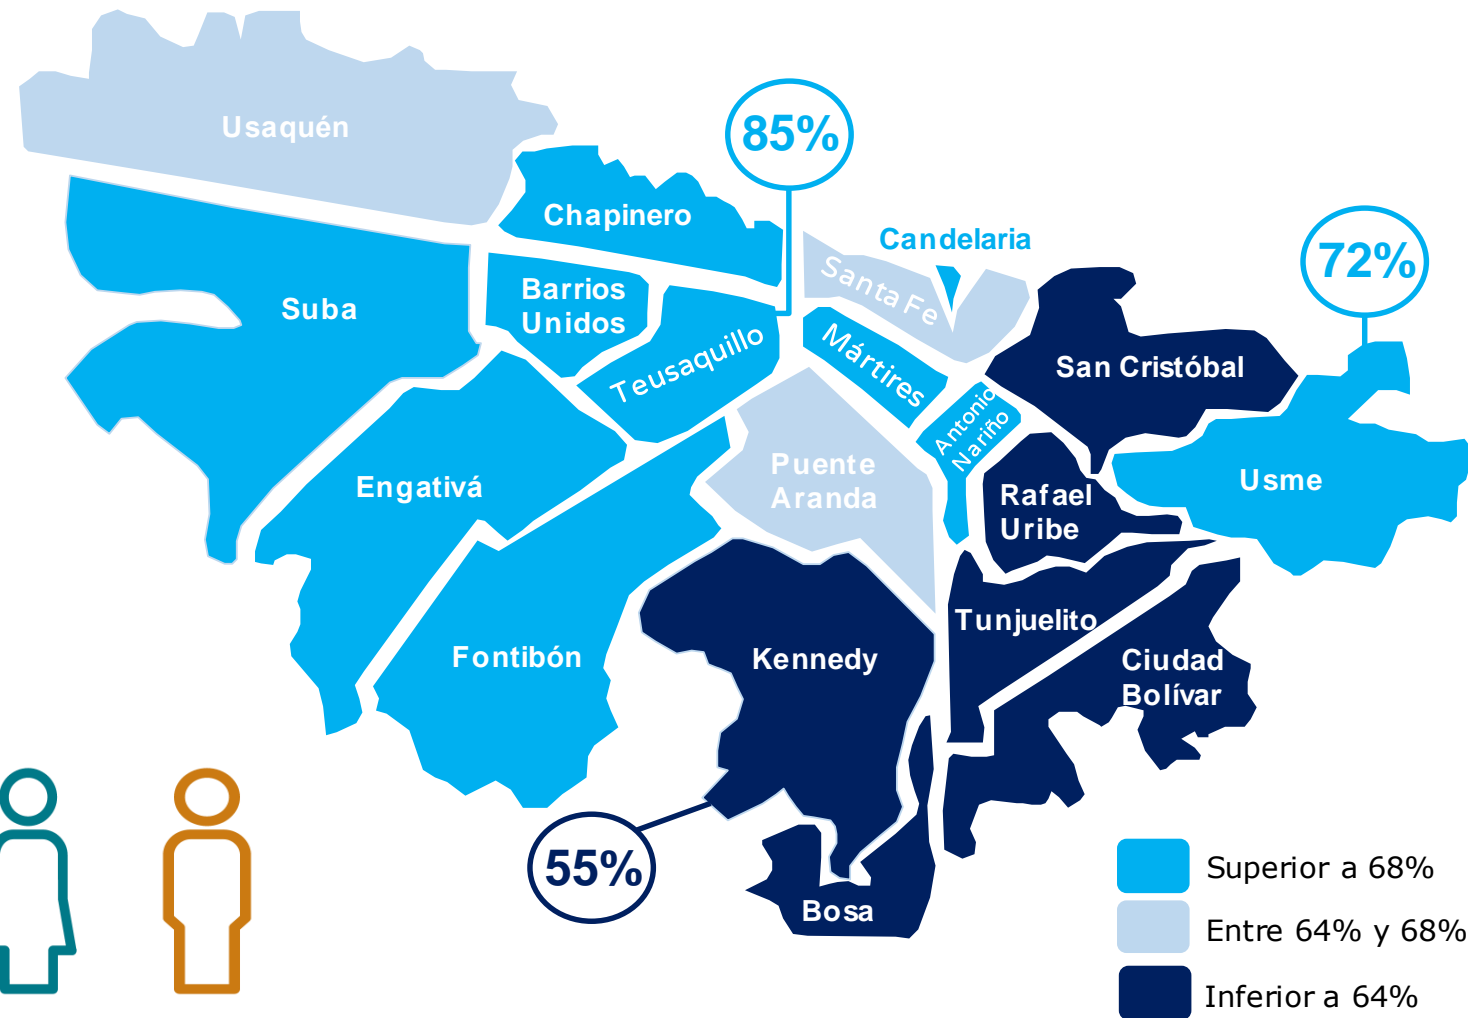 Usaquén
85%
Chapinero
Candelaria
72%
Santa Fe
Suba
Barrios
Unidos
Teusaquillo
Mártires
San Cristóbal
Antonio
Nariño
Puente
Aranda
Engativá
Usme
Rafael
Uribe
Tunjuelito
Fontibón
Kennedy
Ciudad
Bolívar
55%
Bosa
Superior a 68%
Entre 64% y 68%
Inferior a 64%